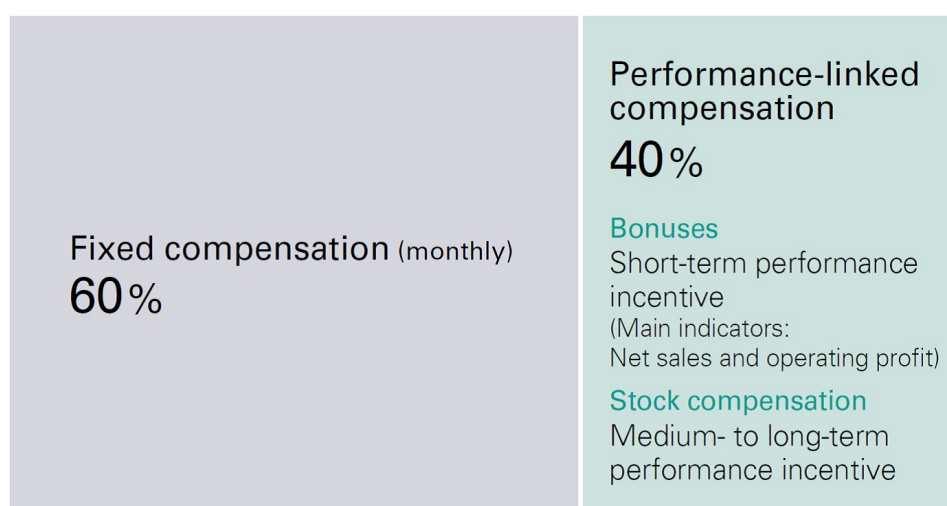 Fixed compensation (monthly)
60%
Performance-linked
compensation
40%
Bonuses
Short-term performance
incentive
(Main indicators:
Net sales and operating profit)
Stock compensation
Medium- to long-term
performance incentive